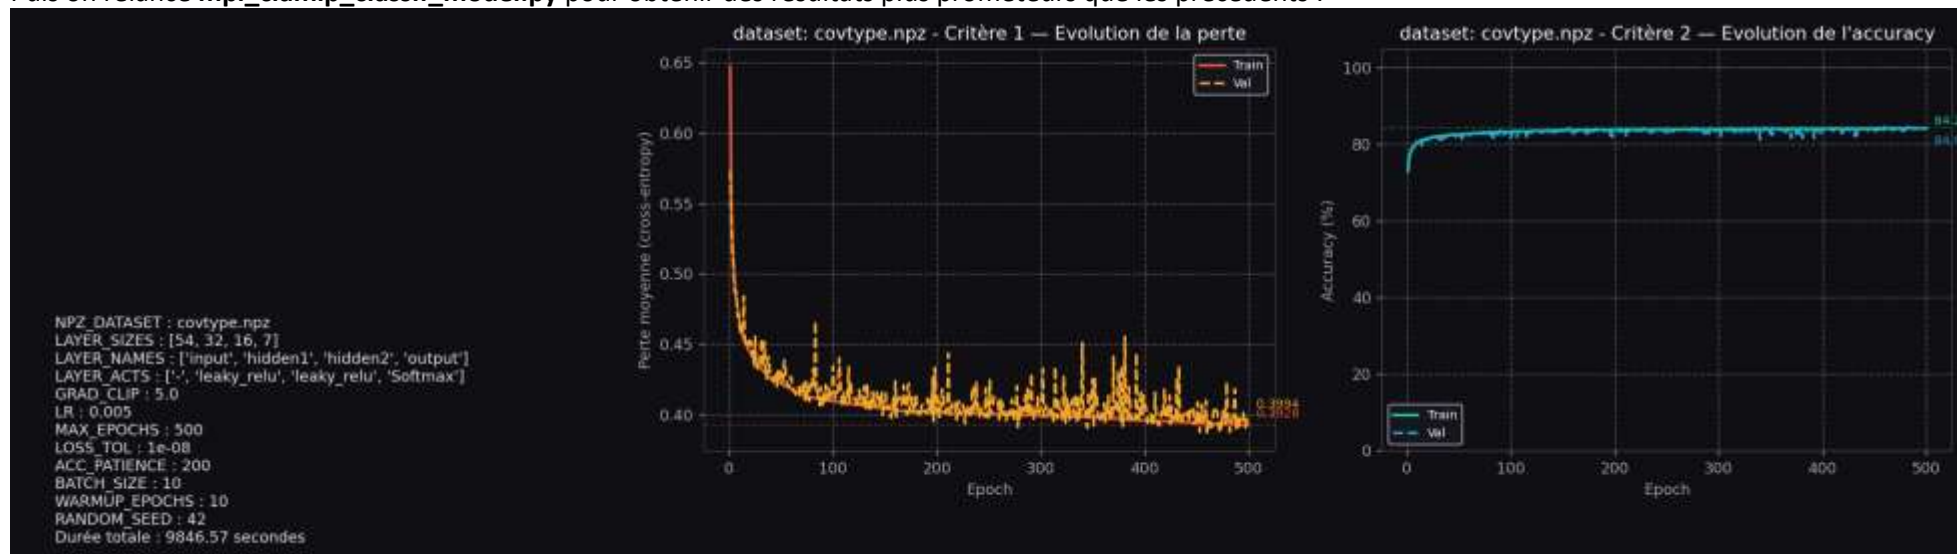 dataset: covtype.npz - Critère 1 — Evolution de la perte
0.65
0.60
0.55
0.50
0.45
0.40
Perte moyenne (cross-entropy)
Train
Val
0.3994
0 100 200 300 400 500
Epoch
dataset: covtype.npz - Critère 2 — Evolution de l'accuracy
100
80
60
40
20
0
Accuracy (%)
Train
Val
0 100 200 300 400 500
Epoch
NPZ_DATASET : covtype.npz
LAYER_SIZES : [54, 32, 16, 7]
LAYER_NAMES : ['input', 'hidden1', 'hidden2', 'output']
LAYER_ACTS : ['-', 'leaky_relu', 'leaky_relu', 'Softmax']
GRAD_CLIP : 5.0
LR : 0.005
MAX_EPOCHS : 500
LOSS_TOL : 1e-08
ACC_PATIENCE : 200
BATCH_SIZE : 10
WARMUP_EPOCHS : 10
RANDOM_SEED : 42
Durée totale : 9846.57 secondes